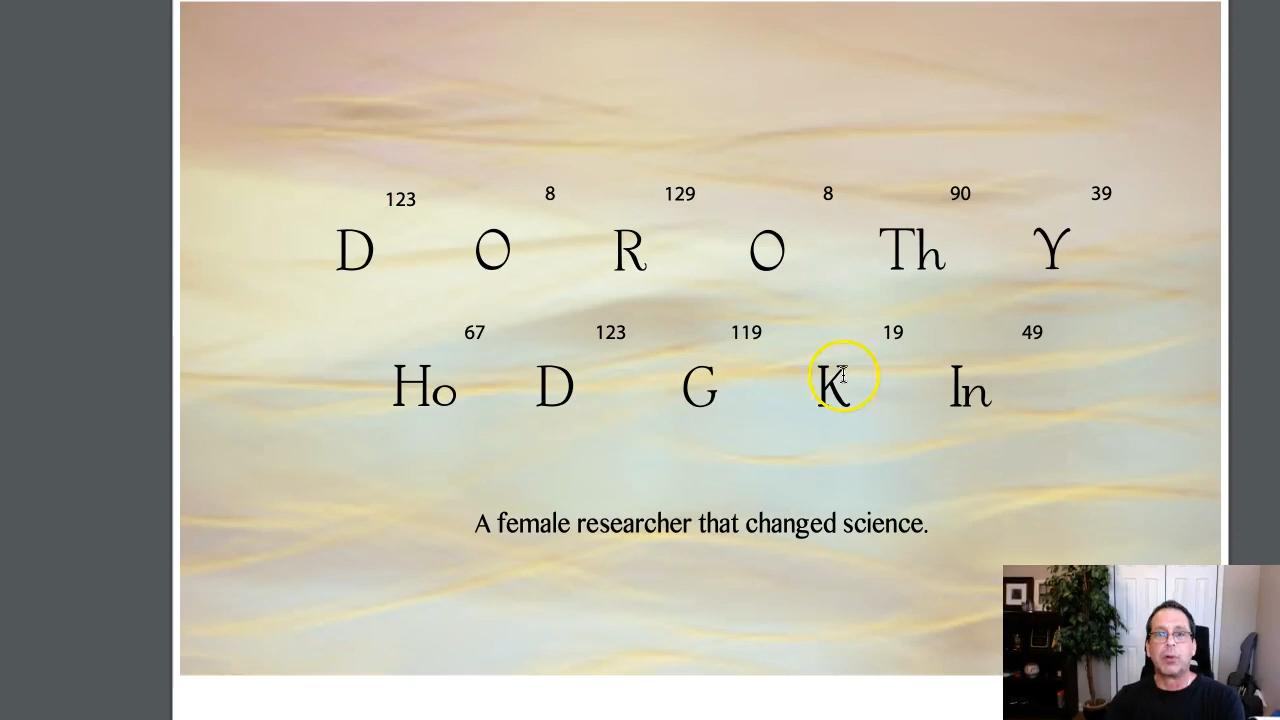 123 8 129 8 90 39
D O R O Th Y
67 123 119 19 49
Ho D G K In
A female researcher that changed science.